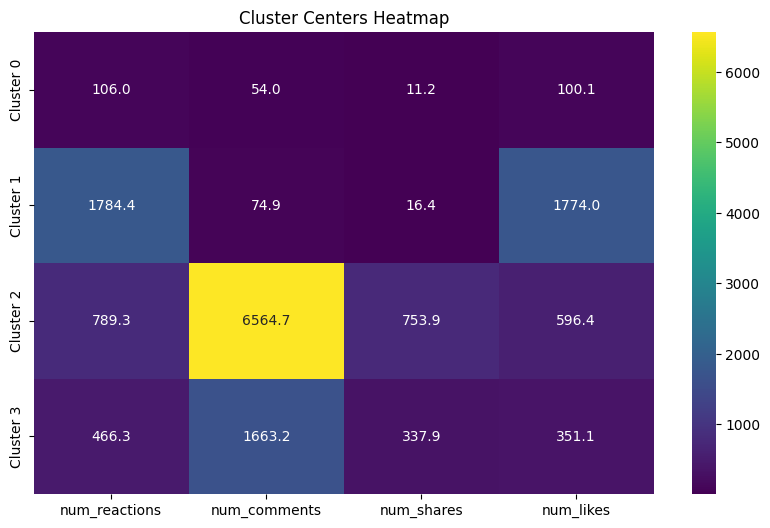 Cluster Centers Heatmap
Cluster 0
106.0 54.0 11.2 100.1
Cluster 1
1784.4 74.9 16.4 1774.0
Cluster 2
789.3 6564.7 753.9 596.4
Cluster 3
466.3 1663.2 337.9 351.1
num_reactions num_comments num_shares num_likes
6000
5000
4000
3000
2000
1000